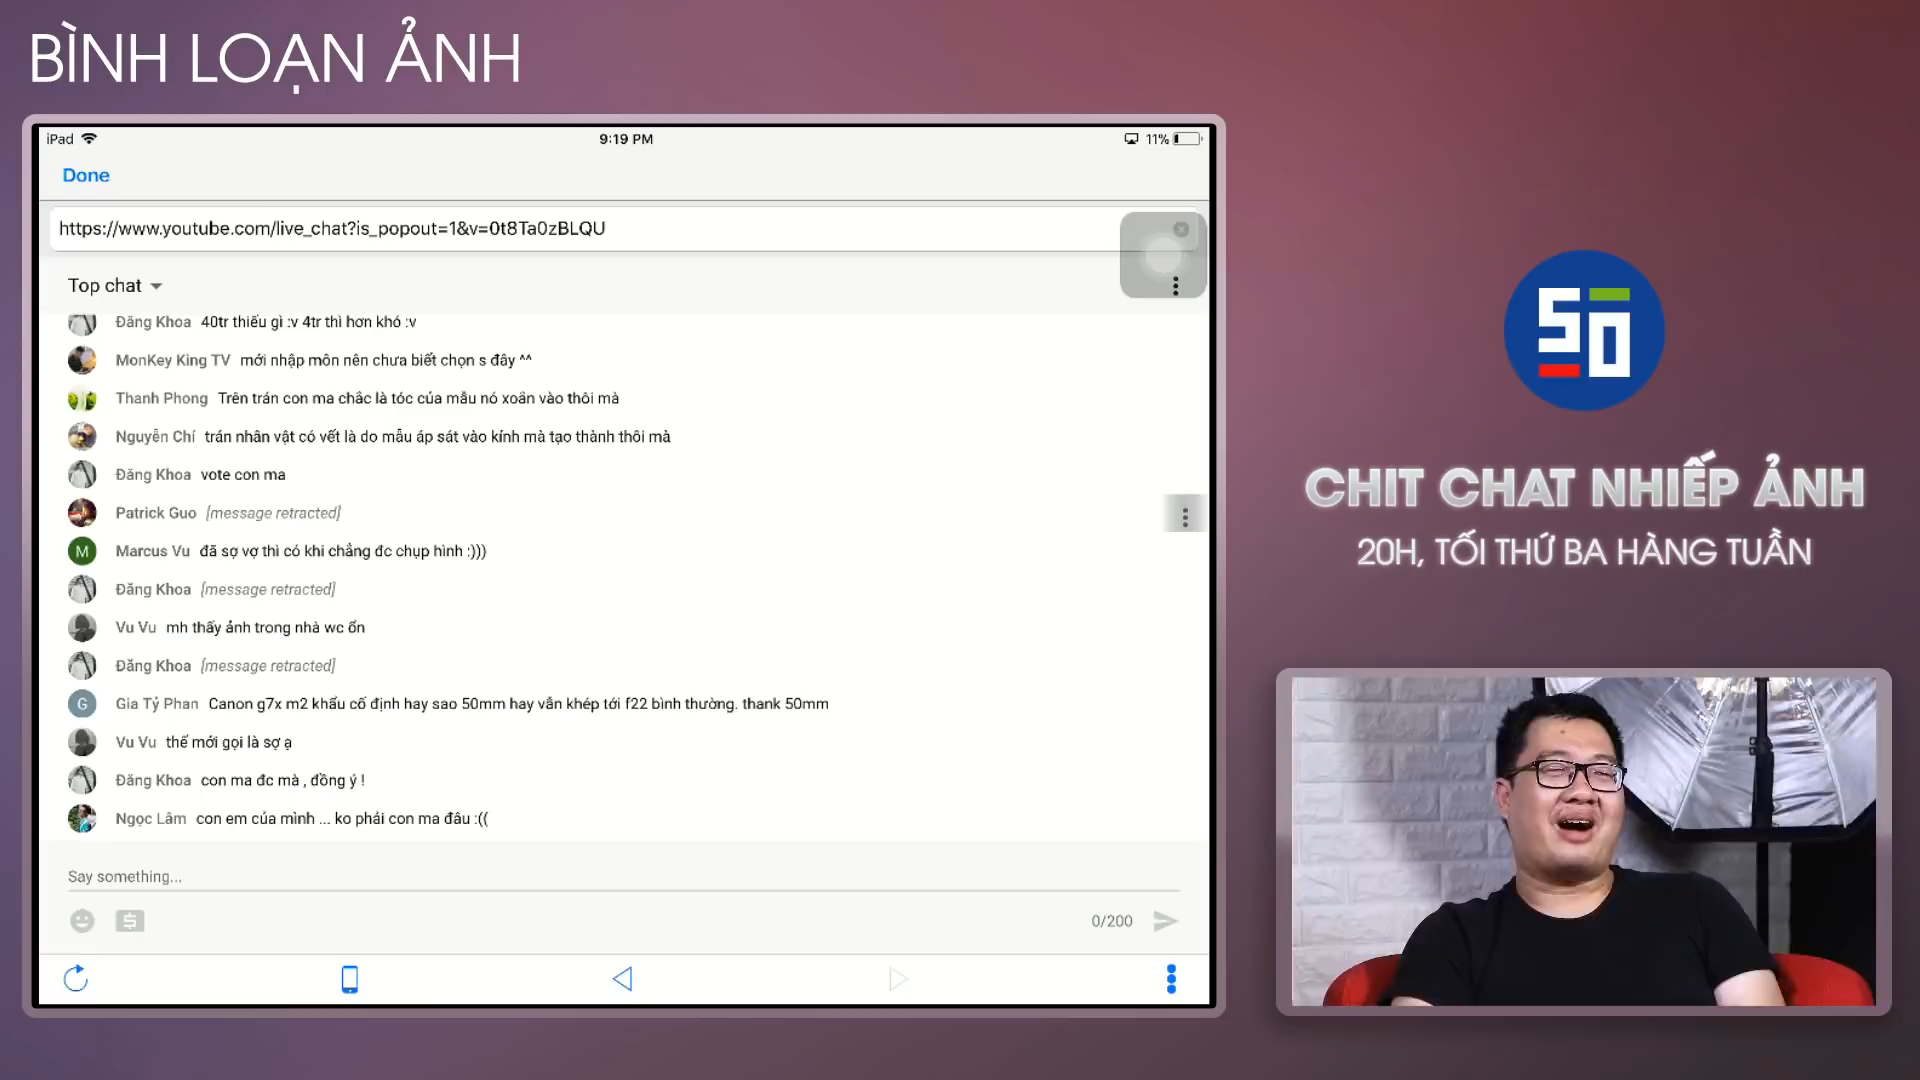 BÌNH LOẠN ẢNH
iPad
9:19 PM
11%
Done
https://www.youtube.com/live_chat?is_popout=1&v=0t8Ta0zBLQU
Top chat
Đăng Khoa 40tr thiếu gì :v 4tr thì hơn khó :v
MonKey King TV mới nhập môn nên chưa biết chọn s đây ^^
Thanh Phong Trên trán con ma chắc là tóc của mẫu nó xoắn vào thôi mà
Nguyễn Chí trán nhân vật có vết là do mẫu áp sát vào kính mà tạo thành thôi mà
Đăng Khoa vote con ma
Patrick Guo [message retracted]
M Marcus Vu đã sợ vợ thì có khi chẳng đc chụp hình :)))
Đăng Khoa [message retracted]
Vu Vu mh thấy ảnh trong nhà wc ổn
Đăng Khoa [message retracted]
G Gia Tỷ Phan Canon g7x m2 khẩu cố định hay sao 50mm hay vẫn khép tới f22 bình thường. thank 50mm
Vu Vu thế mới gọi là sợ ạ
Đăng Khoa con ma đc mà , đồng ý !
Ngọc Lâm con em của mình ... ko phải con ma đâu :((
Say something...
0/200
50
CHIT CHAT NHIẾP ẢNH
20H, TỐI THỨ BA HÀNG TUẦN